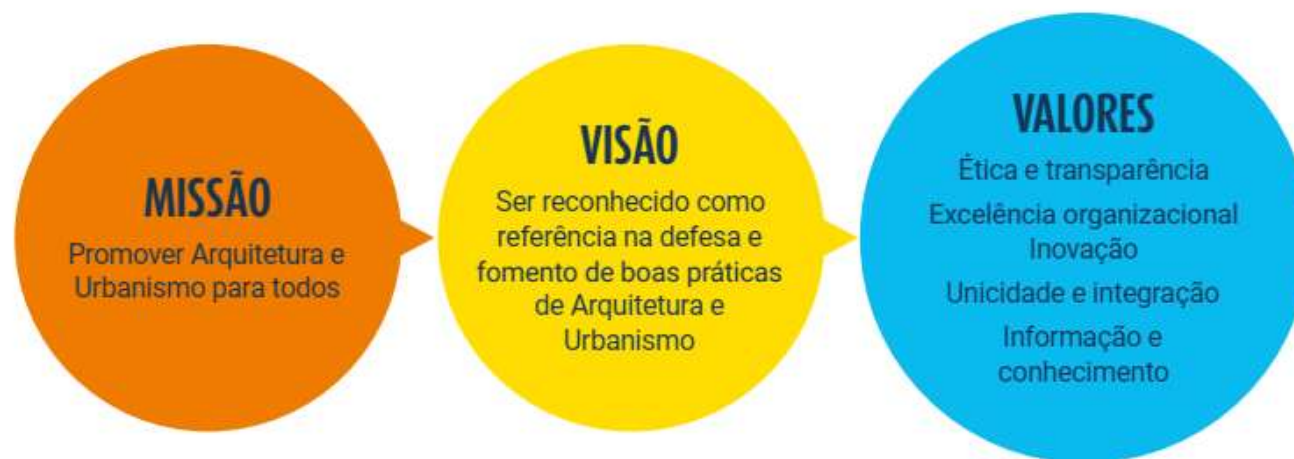 MISSÃO
Promover Arquitetura e
Urbanismo para todos
VISÃO
Ser reconhecido como
referência na defesa e
fomento de boas práticas
de Arquitetura e
Urbanismo
VALORES
Ética e transparência
Excelência organizacional
Inovação
Unicidade e integração
Informação e
conhecimento